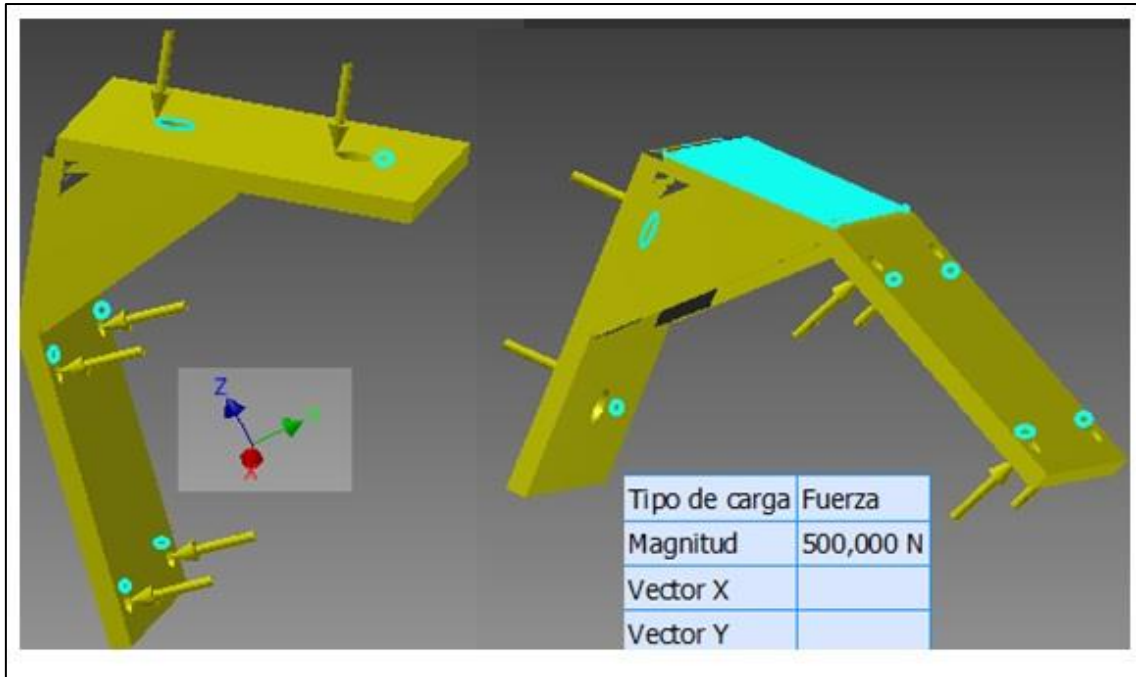 Z
X
Tipo de carga Fuerza
Magnitud 500,000 N
Vector X
Vector Y